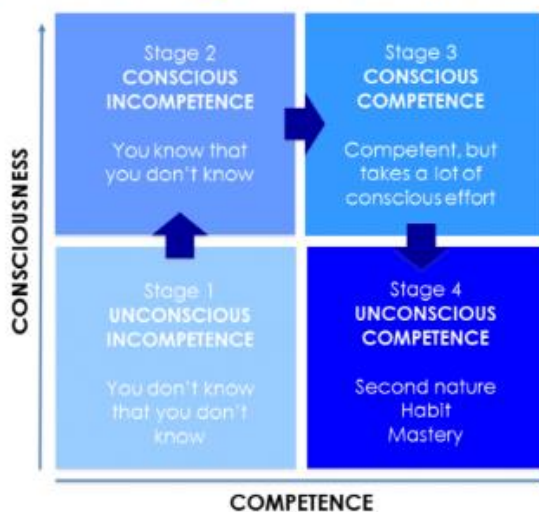 Stage 2
CONSCIOUS
INCOMPETENCE
You know that
you don't know
Stage 3
CONSCIOUS
COMPETENCE
Competent, but
takes a lot of
conscious effort
CONSCIOUSNESS
Stage 1
UNCONSCIOUS
INCOMPETENCE
You don't know
that you don't
know
Stage 4
UNCONSCIOUS
COMPETENCE
Second nature
Habit
Mastery
COMPETENCE